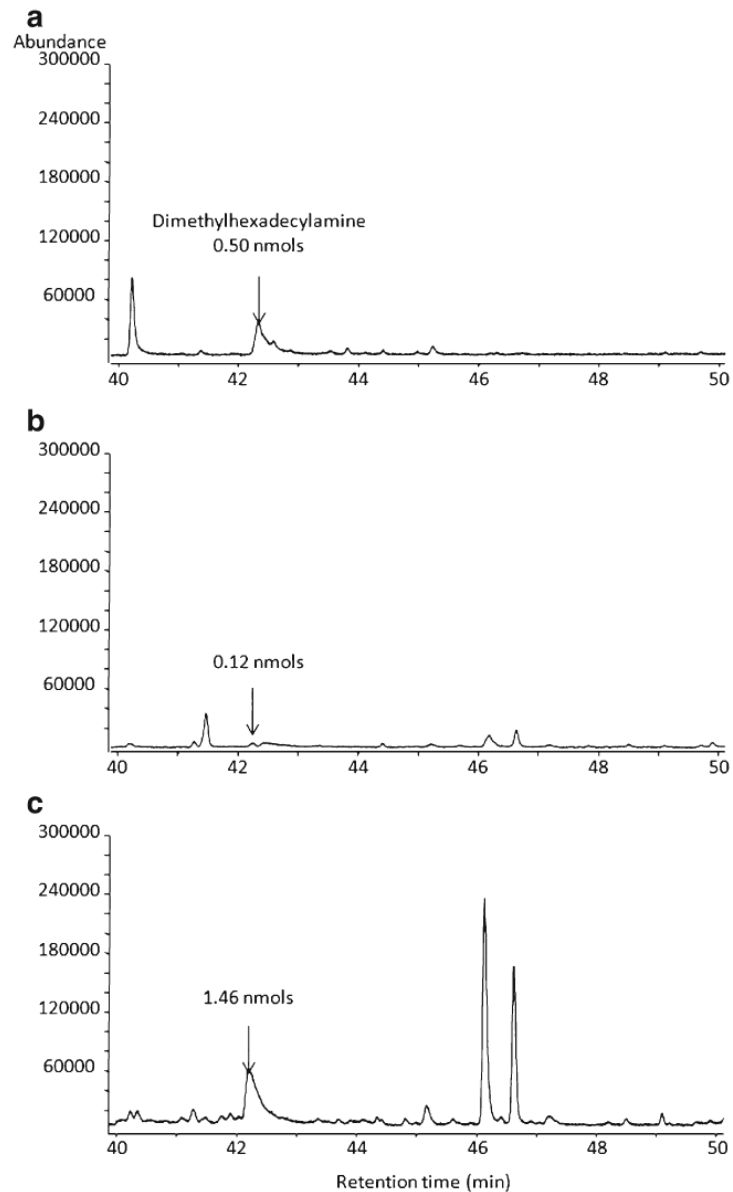 a
Abundance
300000
240000
180000
Dimethylhexadecylamine
120000
0.50 nmols
60000
40 42 44 46 48 50
b
300000
240000
180000
120000
0.12 nmols
60000
40 42 44 46 48 50
c
300000
240000
180000
1.46 nmols
120000
60000
40 42 44 46 48 50
Retention time (min)